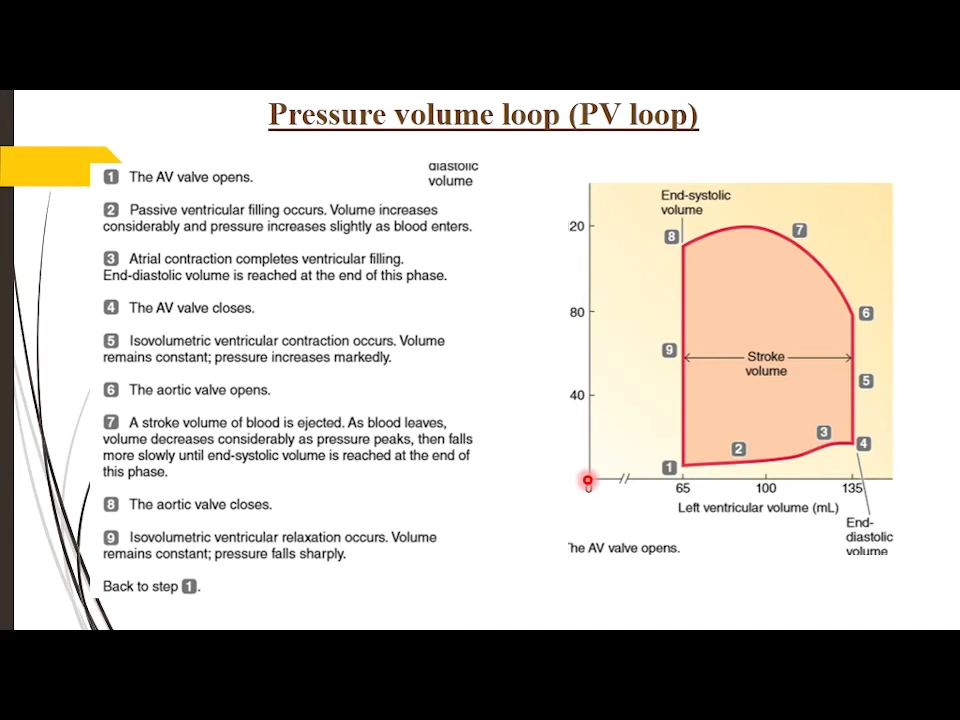 Pressure volume loop (PV loop)
diastolic
volume
1 The AV valve opens.
2 Passive ventricular filling occurs. Volume increases
considerably and pressure increases slightly as blood enters.
3 Atrial contraction completes ventricular filling.
End-diastolic volume is reached at the end of this phase.
4 The AV valve closes.
5 Isovolumetric ventricular contraction occurs. Volume
remains constant; pressure increases markedly.
6 The aortic valve opens.
7 A stroke volume of blood is ejected. As blood leaves,
volume decreases considerably as pressure peaks, then falls
more slowly until end-systolic volume is reached at the end of
this phase.
8 The aortic valve closes.
9 Isovolumetric ventricular relaxation occurs. Volume
remains constant; pressure falls sharply.
Back to step 1.
End-systolic
volume
20
8
7
80
6
9
Stroke
volume
5
40
3
2
4
1
0
65
100
135
Left ventricular volume (mL)
End-
diastolic
volume
The AV valve opens.